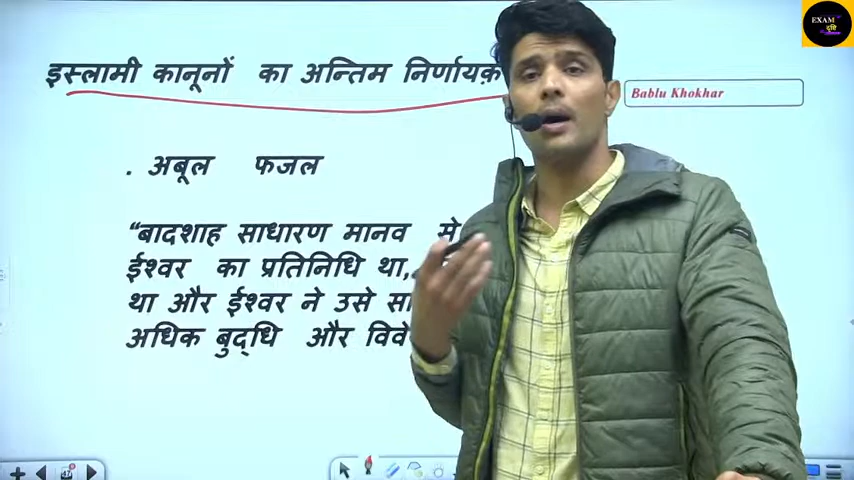 इस्लामी कानूनों का अन्तिम निर्णायक
EXAM
दृष्टि
Bablu Khokhar
. अबूल फजल
“बादशाह साधारण मानव
ईश्वर का प्रतिनिधि था,
था और ईश्वर ने उसे
अधिक बुद्धि और